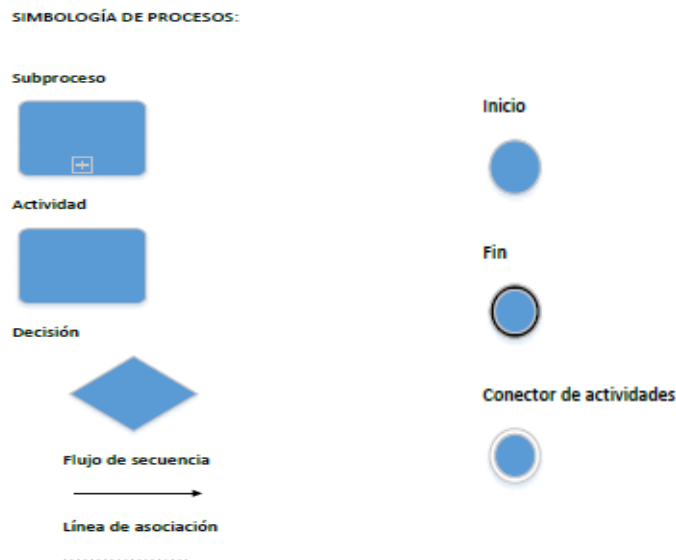 SIMBOLOGÍA DE PROCESOS:
Subproceso
Actividad
Decisión
Flujo de secuencia
Línea de asociación
Inicio
Fin
Conector de actividades